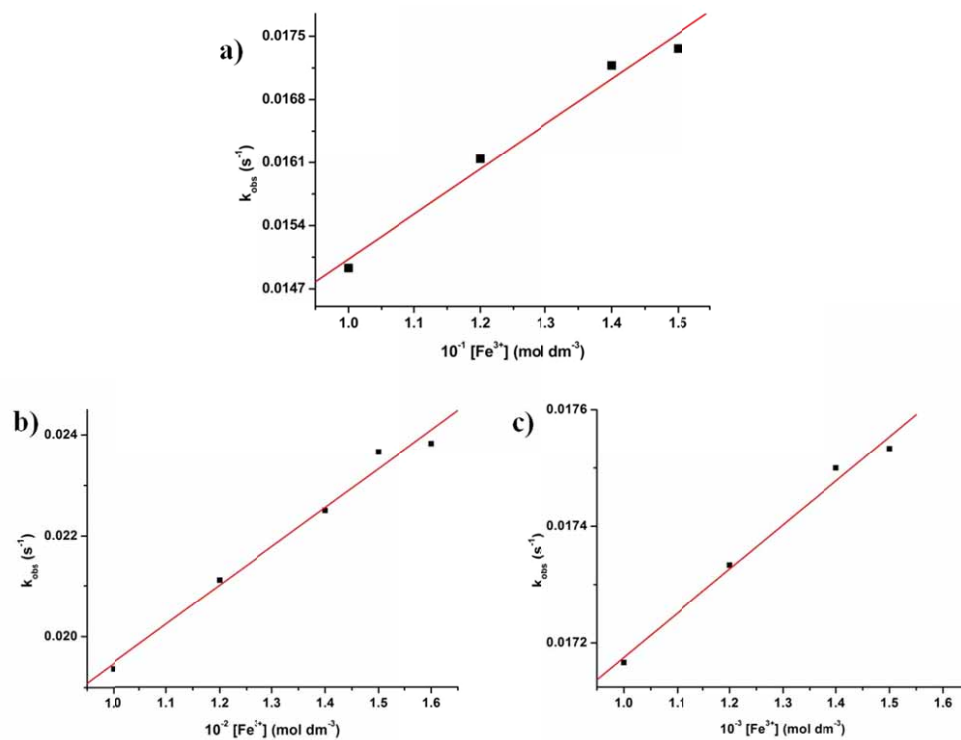 a)
k_obs (s⁻¹)
0.0175
0.0168
0.0161
0.0154
0.0147
1.0 1.1 1.2 1.3 1.4 1.5
10⁻¹ [Fe³⁺] (mol dm⁻³)
b)
k_obs (s⁻¹)
0.024
0.022
0.020
1.0 1.1 1.2 1.3 1.4 1.5 1.6
10⁻² [Fe³⁺] (mol dm⁻³)
c)
k_obs (s⁻¹)
0.0176
0.0174
0.0172
1.0 1.1 1.2 1.3 1.4 1.5 1.6
10⁻³ [Fe³⁺] (mol dm⁻³)